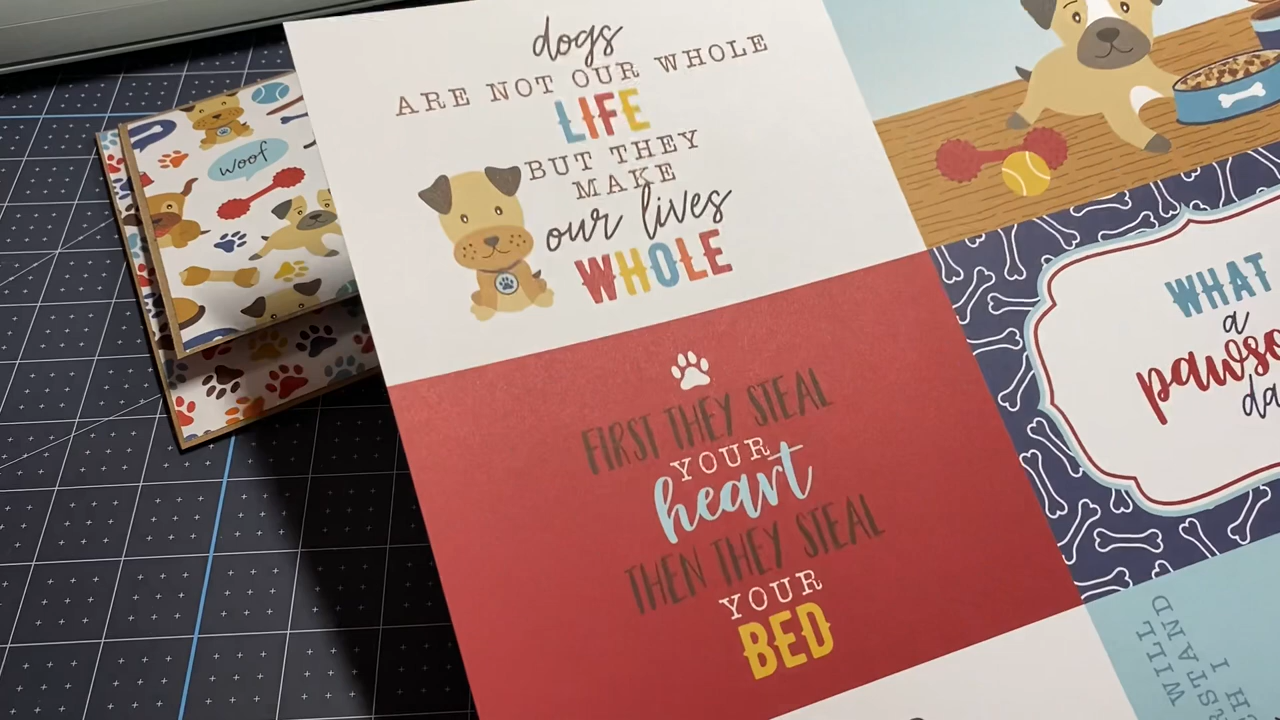 dogs
ARE NOT OUR WHOLE
LIFE
BUT THEY
MAKE
our lives
WHOLE
woof
FIRST THEY STEAL
YOUR
heart
THEN THEY STEAL
YOUR
BED
WHAT
a
WILL
I